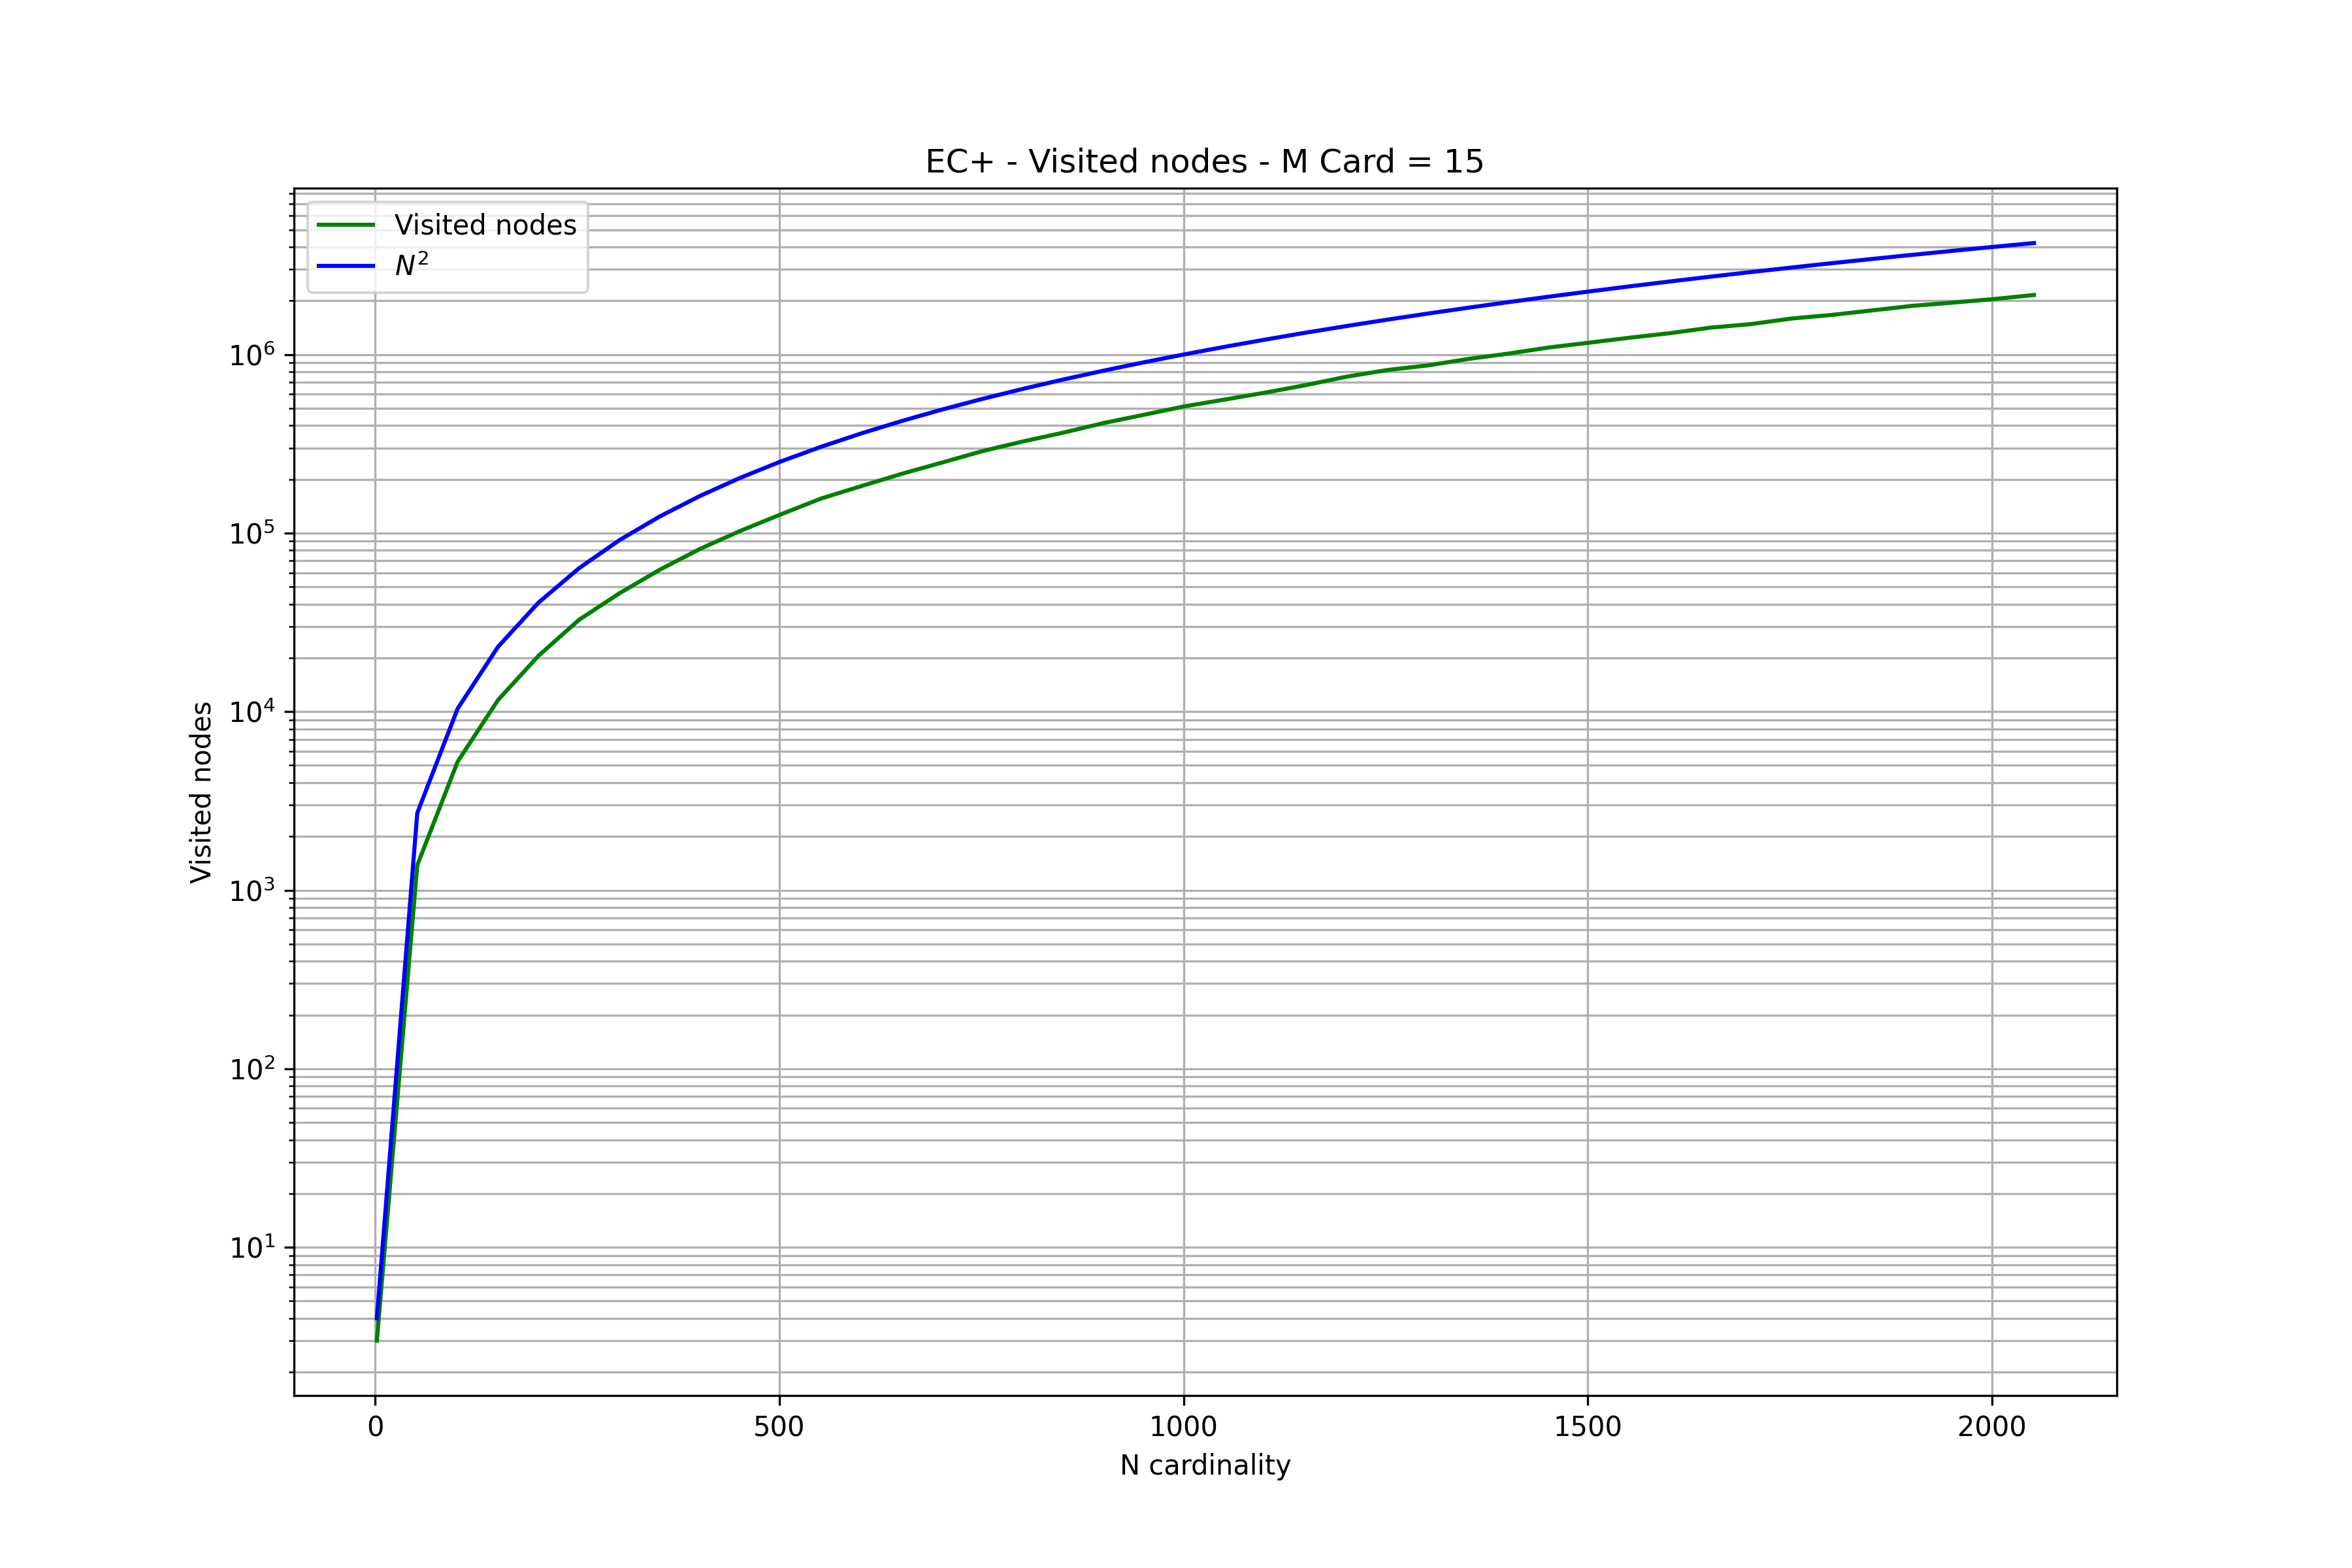 EC+ - Visited nodes - M Card = 15
Visited nodes
N²
10⁶
10⁵
10⁴
10³
10²
10¹
Visited nodes
0 500 1000 1500 2000
N cardinality